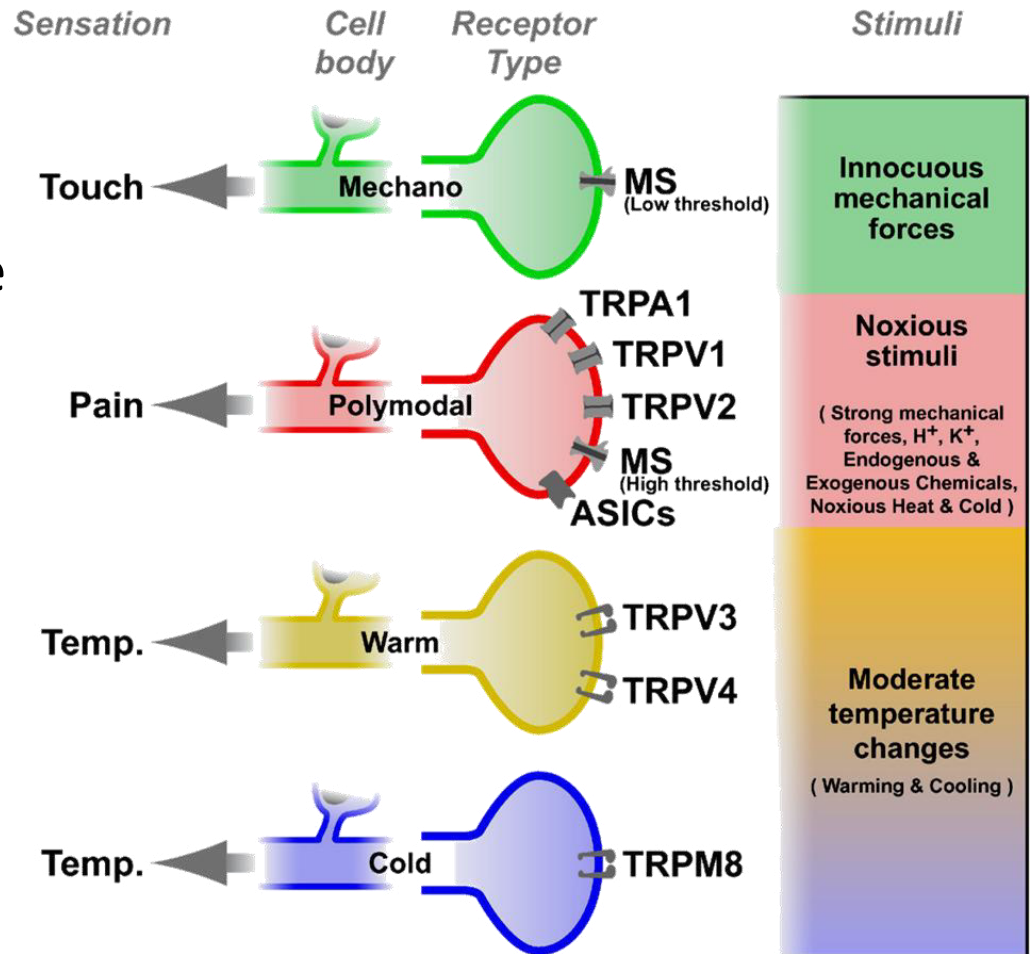 Sensation
Cell
body
Receptor
Type
Stimuli
Touch
Mechano
MS
(Low threshold)
Innocuous
mechanical
forces
e
Pain
Polymodal
TRPA1
TRPV1
TRPV2
MS
(High threshold)
ASICs
Noxious
stimuli
( Strong mechanical
forces, H⁺, K⁺,
Endogenous &
Exogenous Chemicals,
Noxious Heat & Cold )
Temp.
Warm
TRPV3
TRPV4
Moderate
temperature
changes
( Warming & Cooling )
Temp.
Cold
TRPM8